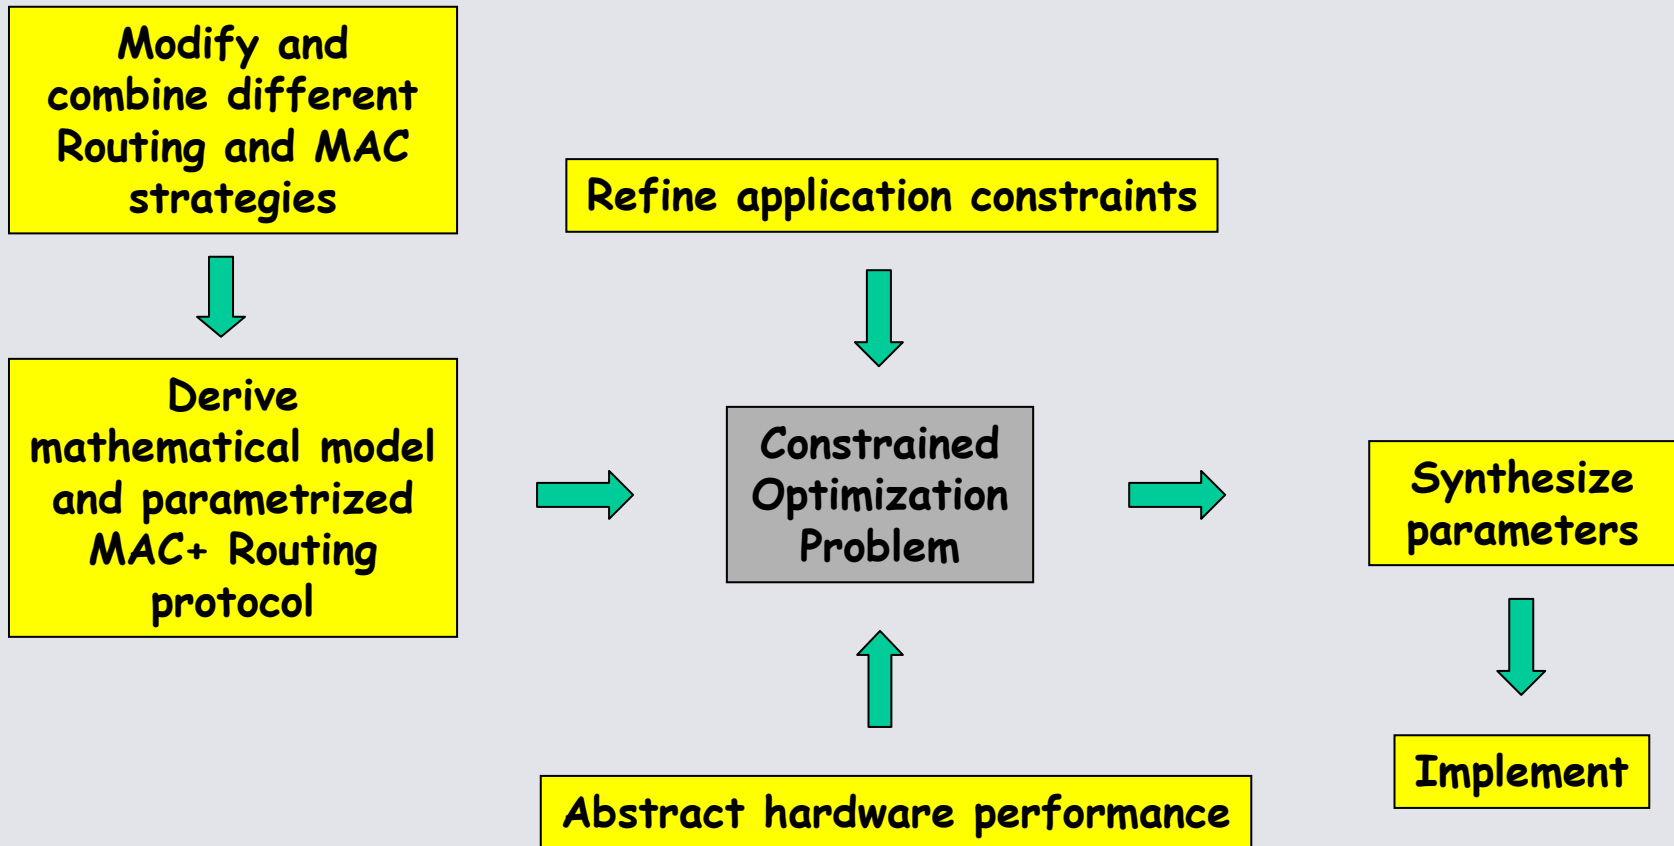 Modify and
combine different
Routing and MAC
strategies
Refine application constraints
Derive
mathematical model
and parametrized
MAC+ Routing
protocol
Constrained
Optimization
Problem
Synthesize
parameters
Implement
Abstract hardware performance